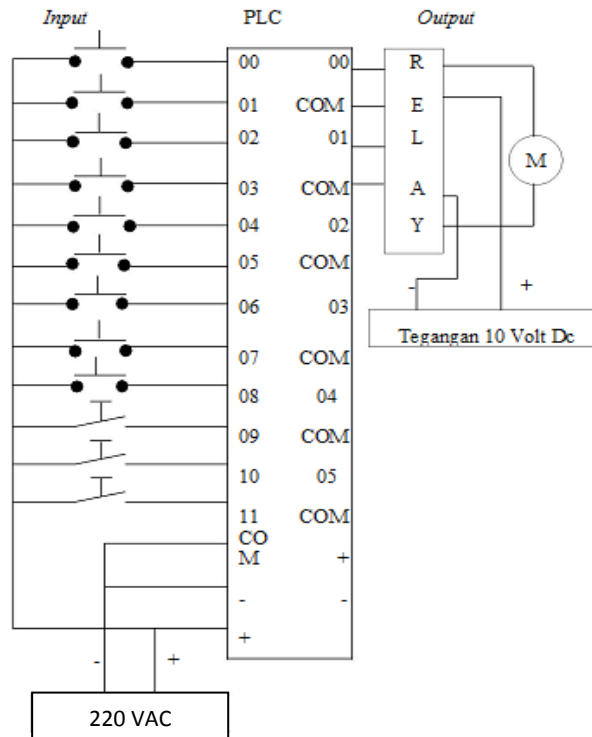 Input PLC Output
00 00 R
01 COM E
02 01 L
03 COM A
04 02 Y
05 COM
- +
06 03
Tegangan 10 Volt Dc
07 COM
08 04
09 COM
10 05
11 COM
CO
M +
- -
+
- +
220 VAC
M